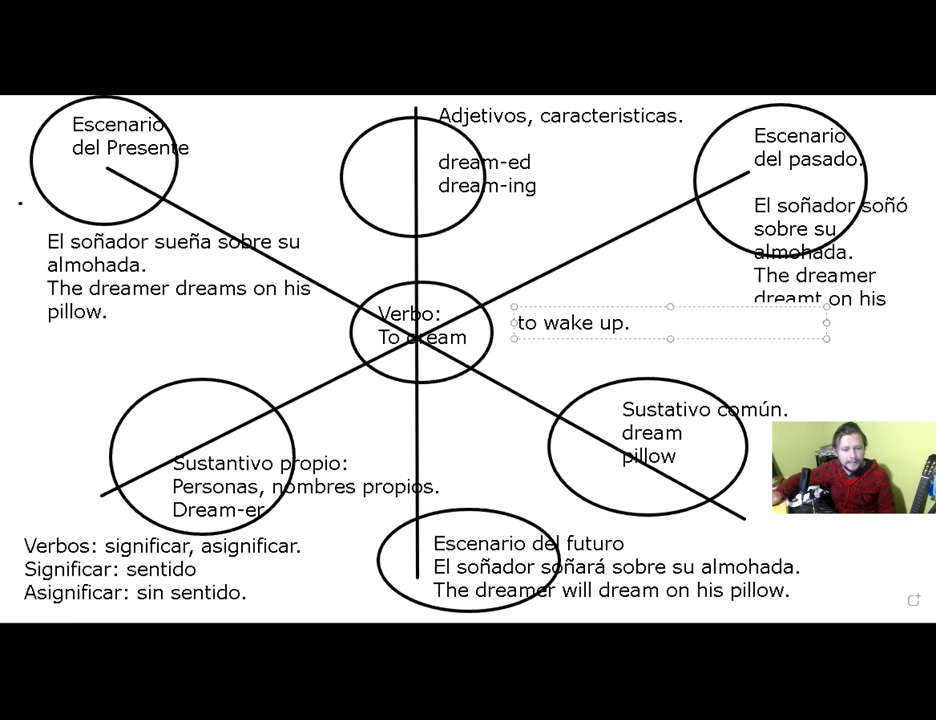 Escenario
del Presente
El soñador sueña sobre su
almohada.
The dreamer dreams on his
pillow.
Adjetivos, caracteristicas.
dream-ed
dream-ing
Escenario
del pasado.
El soñador soñó
sobre su
almohada.
The dreamer
dreamt on his
Verbo:
To dream
to wake up.
Sustantivo propio:
Personas, nombres propios.
Dream-er
Sustativo común.
dream
pillow
Verbos: significar, asignificar.
Significar: sentido
Asignificar: sin sentido.
Escenario del futuro
El soñador soñará sobre su almohada.
The dreamer will dream on his pillow.